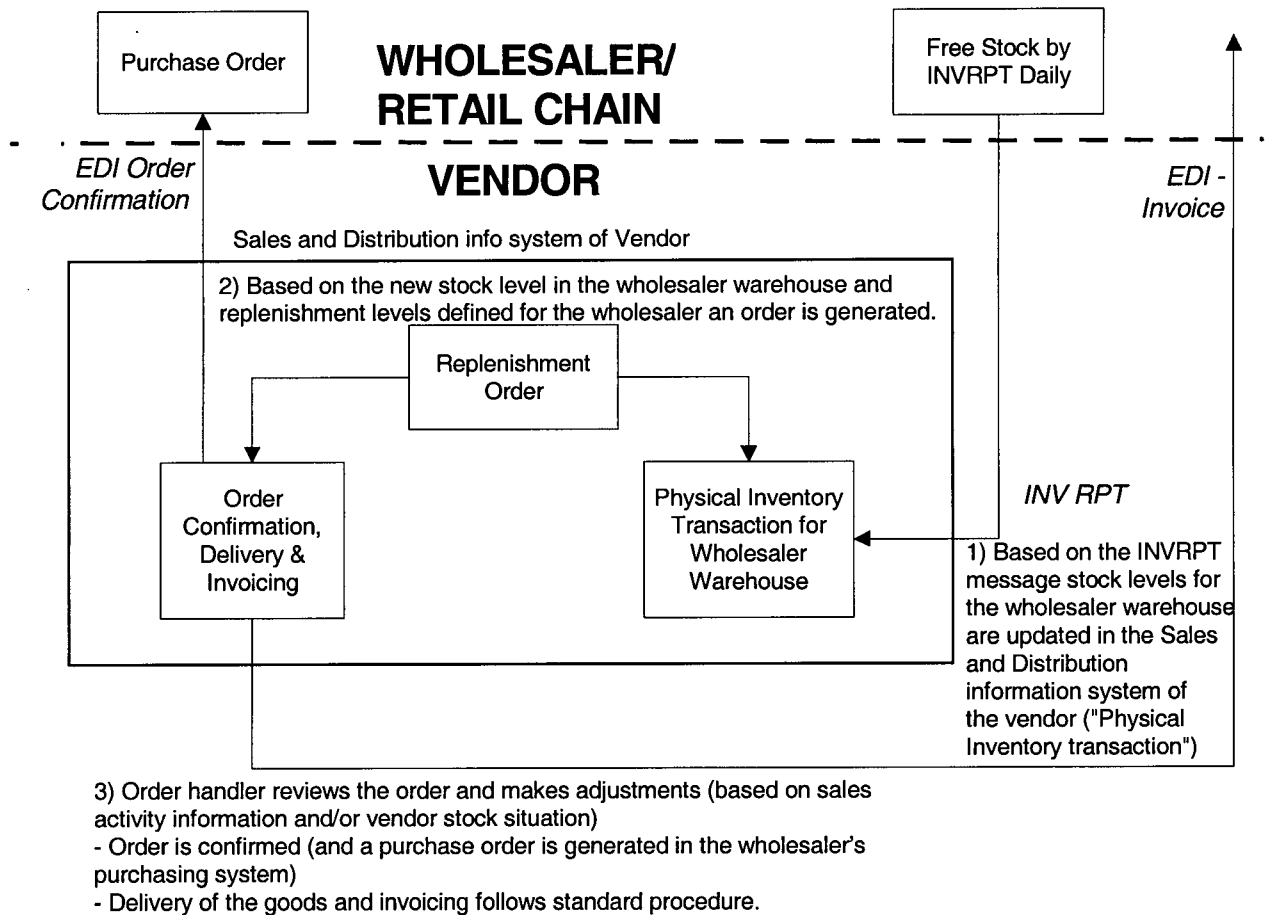 Purchase Order
WHOLESALER/
RETAIL CHAIN
Free Stock by
INVRPT Daily
EDI Order
Confirmation
VENDOR
EDI -
Invoice
Sales and Distribution info system of Vendor
2) Based on the new stock level in the wholesaler warehouse and
replenishment levels defined for the wholesaler an order is generated.
Replenishment
Order
Order
Confirmation,
Delivery &
Invoicing
Physical Inventory
Transaction for
Wholesaler
Warehouse
INV RPT
1) Based on the INVRPT
message stock levels for
the wholesaler warehouse
are updated in the Sales
and Distribution
information system of
the vendor ("Physical
Inventory transaction")
3) Order handler reviews the order and makes adjustments (based on sales
activity information and/or vendor stock situation)
- Order is confirmed (and a purchase order is generated in the wholesaler's
purchasing system)
- Delivery of the goods and invoicing follows standard procedure.